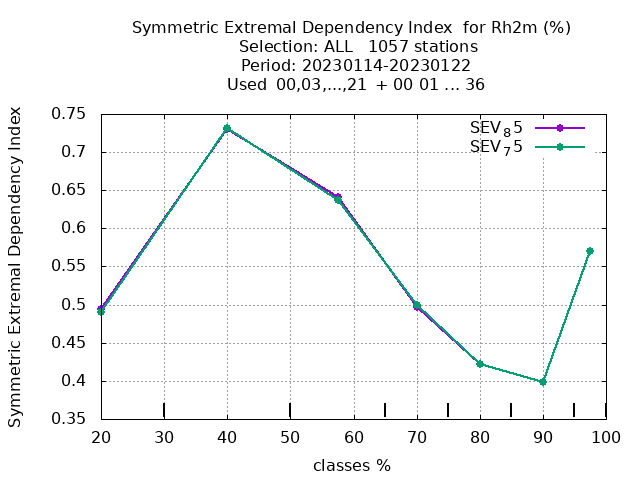 Symmetric Extremal Dependency Index  for Rh2m (%)
Selection: ALL   1057 stations
Period: 20230114-20230122
Used  00,03,...,21  + 00 01 ... 36
Symmetric Extremal Dependency Index
0.75
0.7
0.65
0.6
0.55
0.5
0.45
0.4
0.35
SEV₈5
SEV₇5
20 30 40 50 60 70 80 90 100
classes %